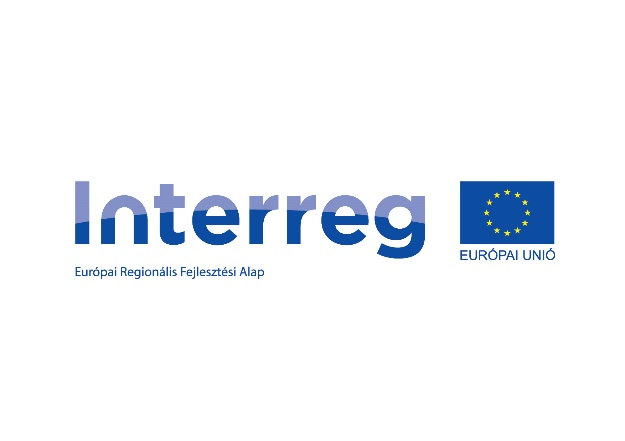 Interreg
EURÓPAI UNIÓ
Európai Regionális Fejlesztési Alap